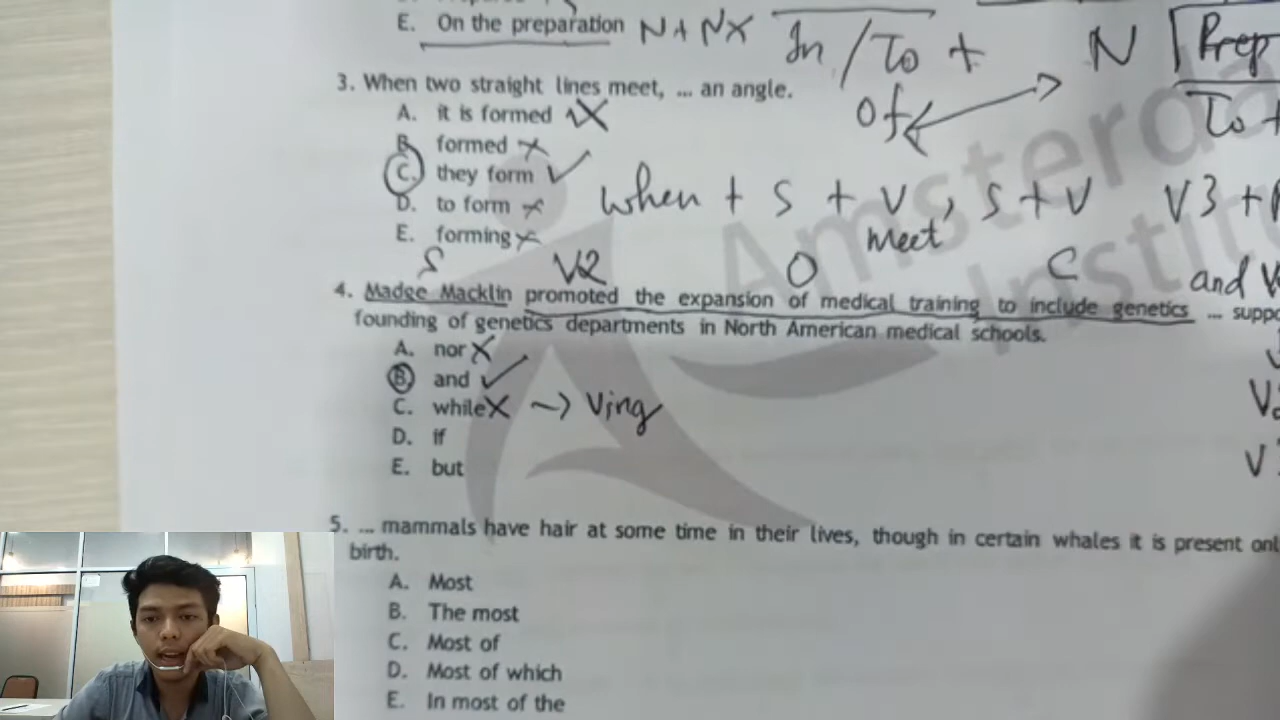 E. On the preparation N + N X In / To + N Prep
3. When two straight lines meet, ... an angle. Of To +
A. it is formed X
B. formed X
C. they form ✓ When + S + V, S + V V3 +
D. to form X meet
E. forming X
S V2 O C and V
4. Madge Macklin promoted the expansion of medical training to include genetics ...
founding of genetics departments in North American medical schools.
A. nor X
B. and ✓
C. while X → Ving
D. if
E. but
5. ... mammals have hair at some time in their lives, though in certain whales it is present
birth.
A. Most
B. The most
C. Most of
D. Most of which
E. In most of the